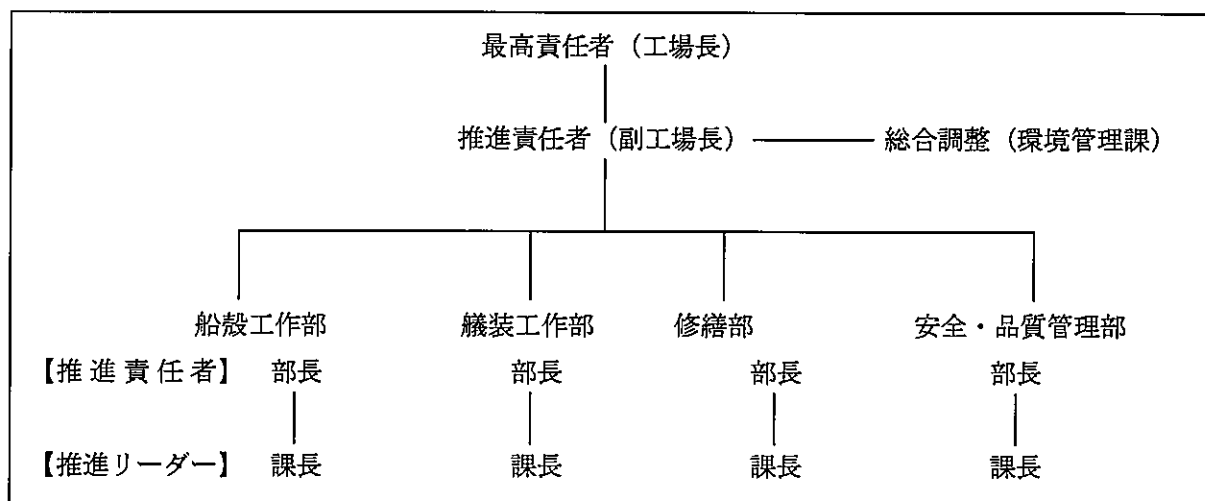 最高責任者（工場長）
推進責任者（副工場長） 総合調整（環境管理課）
船殻工作部 艤装工作部 修繕部 安全・品質管理部
【推進責任者】 部長 部長 部長 部長
【推進リーダー】 課長 課長 課長 課長